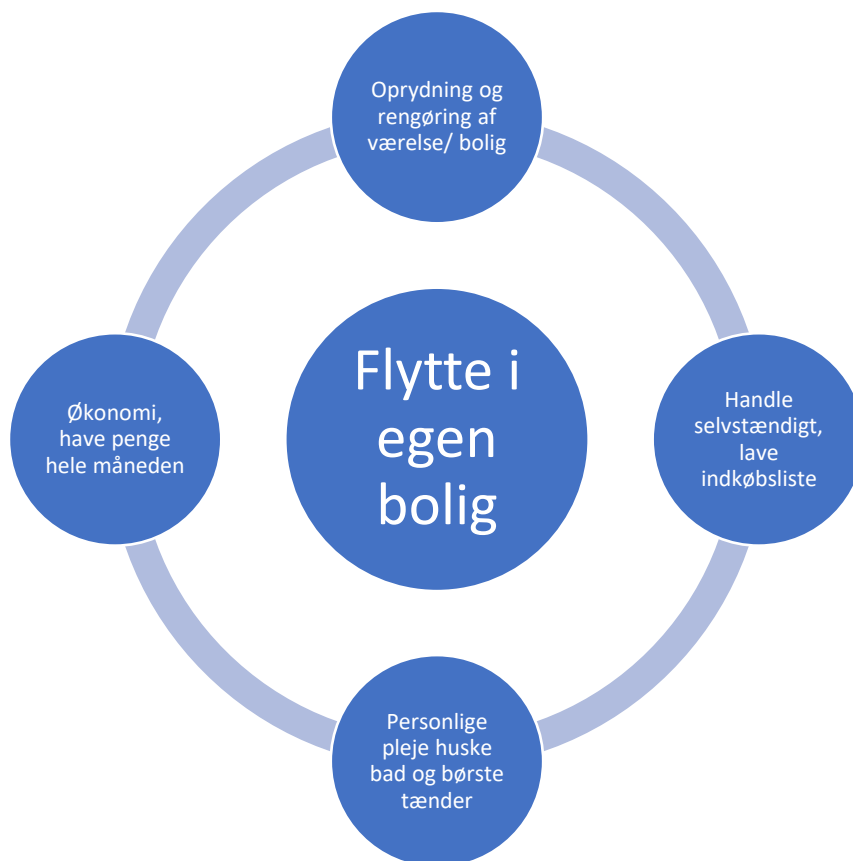 Oprydning og
rengøring af
værelse/ bolig
Flytte i
egen
bolig
Økonomi,
have penge
hele måneden
Handle
selvstændigt,
lave
indkøbsliste
Personlige
pleje huske
bad og børste
tænder